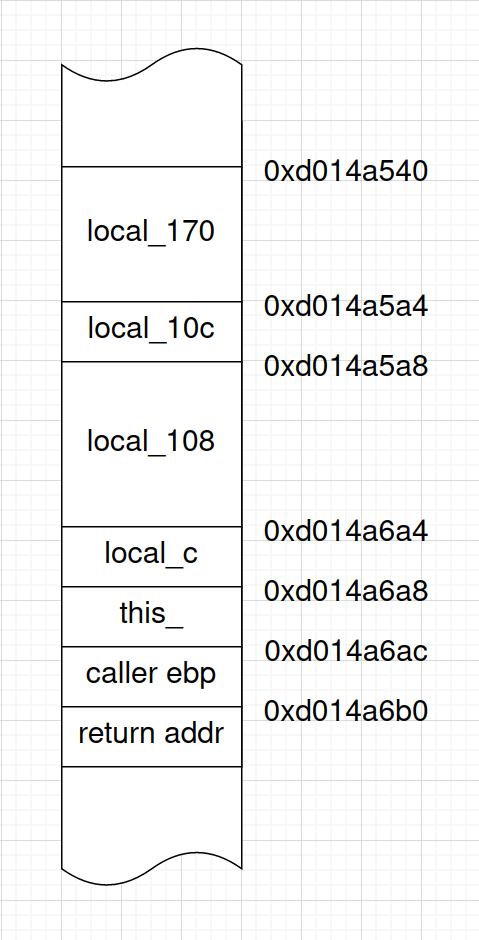 0xd014a540
local_170
0xd014a5a4
local_10c
0xd014a5a8
local_108
0xd014a6a4
local_c
0xd014a6a8
this_
0xd014a6ac
caller ebp
0xd014a6b0
return addr